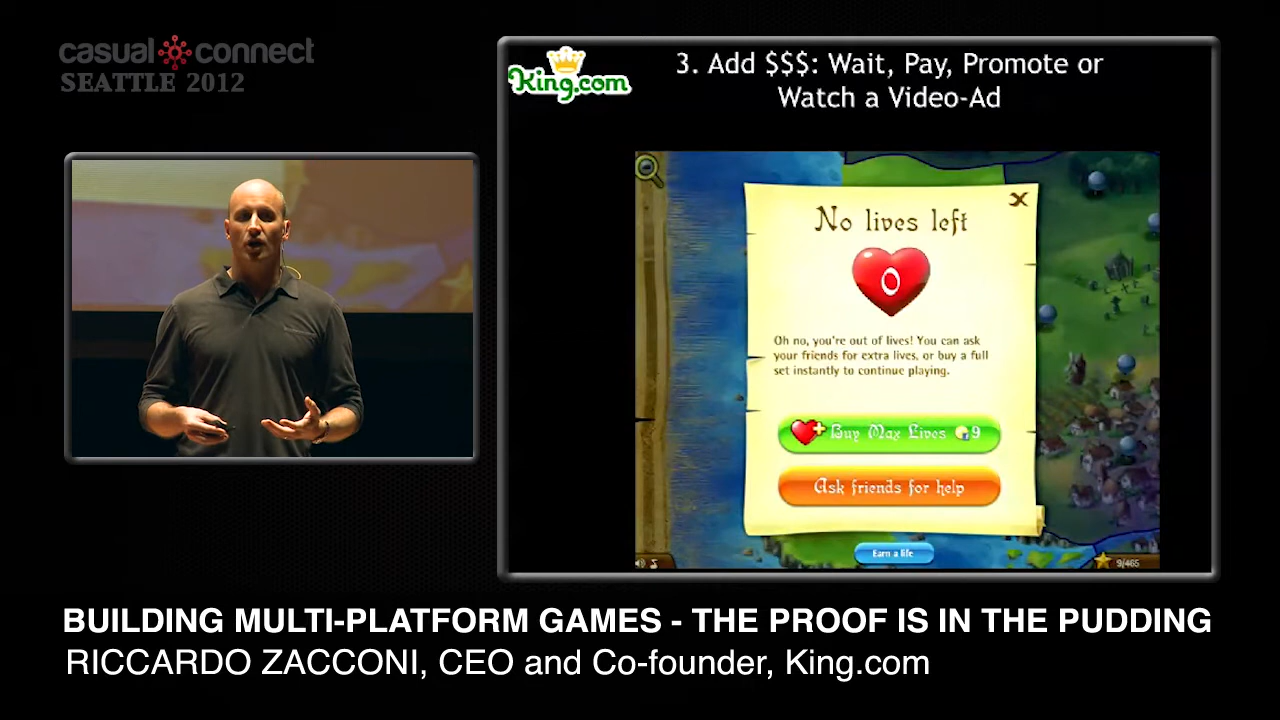 casual connect
SEATTLE 2012
King.com
3. Add $$$: Wait, Pay, Promote or
Watch a Video-Ad
No lives left
0
Oh no, you're out of lives! You can ask
your friends for extra lives, or buy a full
set instantly to continue playing.
Buy Max Lives 9
Ask friends for help
Earn a life
9/465
BUILDING MULTI-PLATFORM GAMES - THE PROOF IS IN THE PUDDING
RICCARDO ZACCONI, CEO and Co-founder, King.com